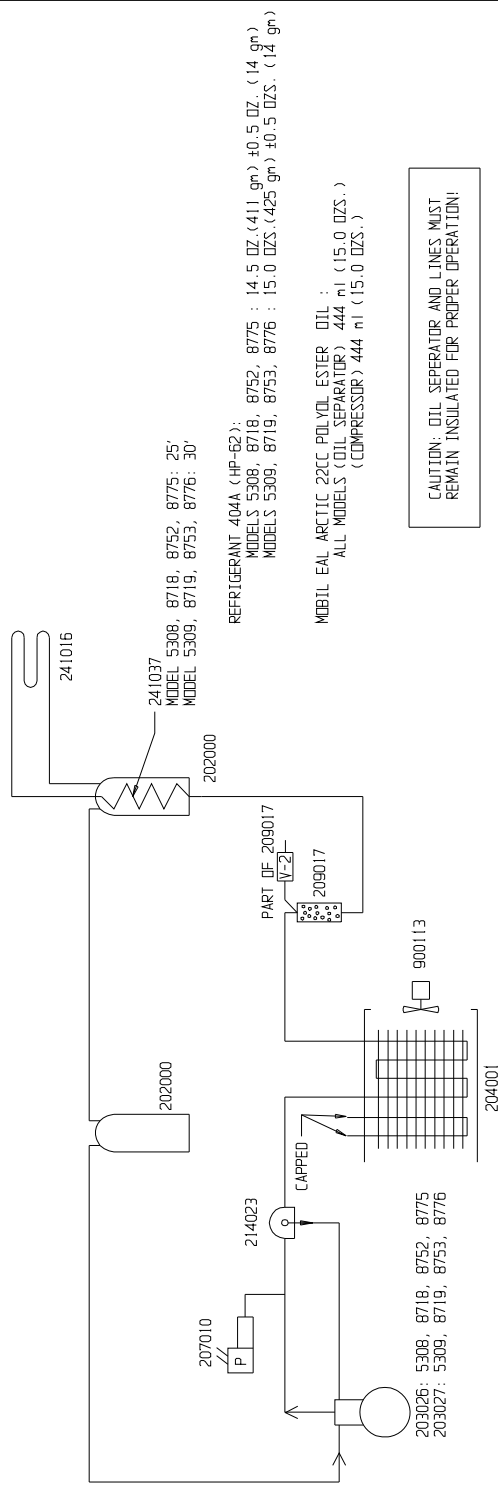 241016
241037
MODEL 5308, 8718, 8752, 8775: 25'
MODEL 5309, 8719, 8753, 8776: 30'
202000
202000
REFRIGERANT 404A (HP-62):
MODELS 5308, 8718, 8752, 8775 : 14.5 OZ.(411 gm) ±0.5 OZ. (14 gm)
MODELS 5309, 8719, 8753, 8776 : 15.0 OZS.(425 gm) ±0.5 OZS. (14 gm)
MOBIL EAL ARCTIC 22CC POLYOL ESTER OIL :
ALL MODELS (OIL SEPARATOR) 444 ml (15.0 OZS.)
(COMPRESSOR) 444 ml (15.0 OZS.)
CAUTION: OIL SEPERATOR AND LINES MUST
REMAIN INSULATED FOR PROPER OPERATION!
207010
P
214023
CAPPED
PART OF 209017
V-2
209017
900113
204001
203026: 5308, 8718, 8752, 8775
203027: 5309, 8719, 8753, 8776